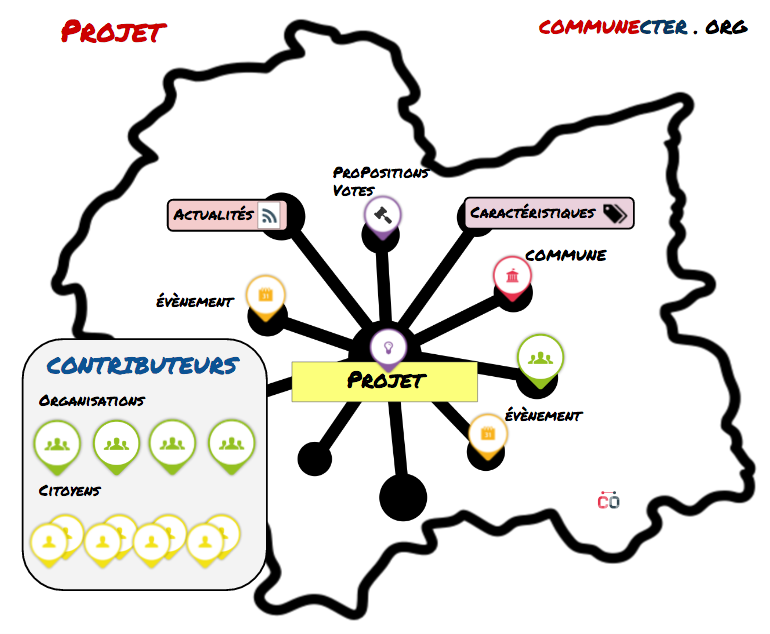 Projet
COMMUNECTER . ORG
ProPositions
Votes
Actualités
Caractéristiques
COMMUNE
évènement
Projet
évènement
CONTRIBUTEURS
Organisations
Citoyens
CO